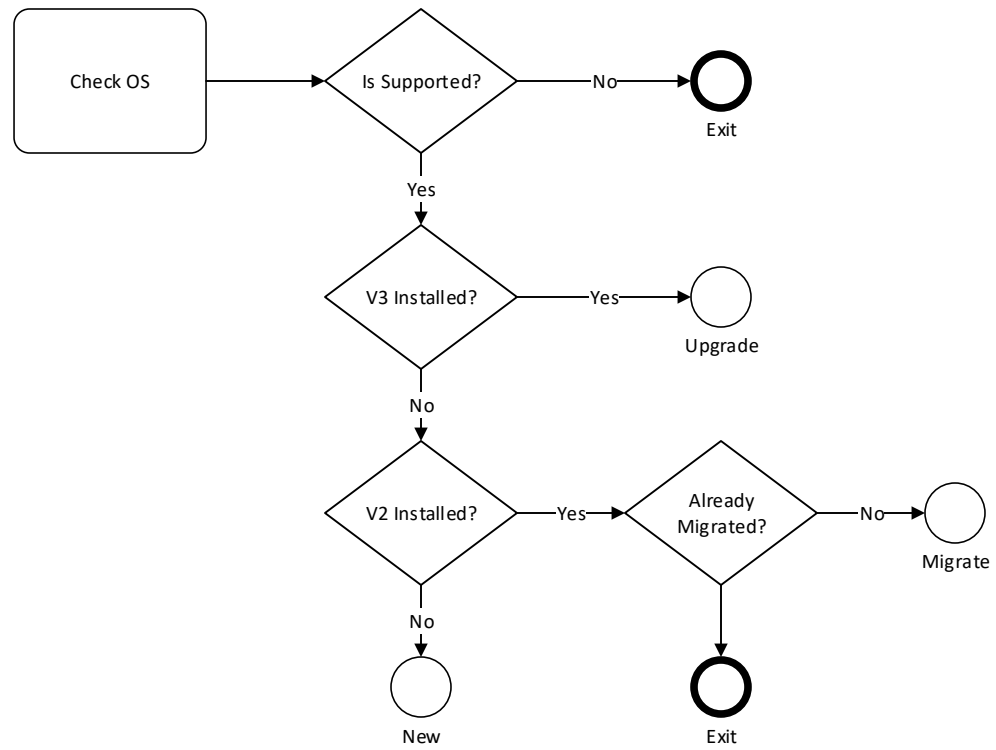 Check OS
Is Supported?
No
Exit
Yes
V3 Installed?
Yes
Upgrade
No
V2 Installed?
Yes
Already
Migrated?
No
Migrate
No
New
Exit